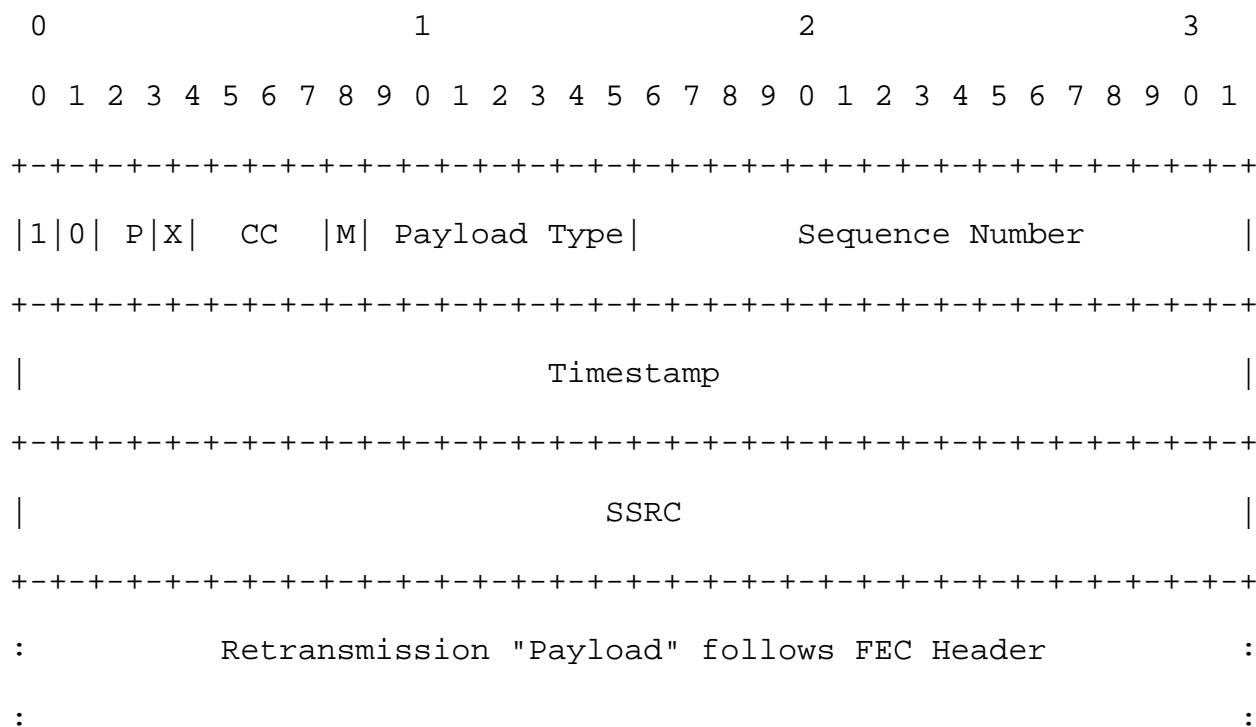 0                   1                   2                   3
 0 1 2 3 4 5 6 7 8 9 0 1 2 3 4 5 6 7 8 9 0 1 2 3 4 5 6 7 8 9 0 1
+-+-+-+-+-+-+-+-+-+-+-+-+-+-+-+-+-+-+-+-+-+-+-+-+-+-+-+-+-+-+-+-+
|1|0| P|X|  CC   |M| Payload Type|        Sequence Number        |
+-+-+-+-+-+-+-+-+-+-+-+-+-+-+-+-+-+-+-+-+-+-+-+-+-+-+-+-+-+-+-+-+
|                           Timestamp                           |
+-+-+-+-+-+-+-+-+-+-+-+-+-+-+-+-+-+-+-+-+-+-+-+-+-+-+-+-+-+-+-+-+
|                              SSRC                             |
+-+-+-+-+-+-+-+-+-+-+-+-+-+-+-+-+-+-+-+-+-+-+-+-+-+-+-+-+-+-+-+-+
:          Retransmission "Payload" follows FEC Header          :
:                                                               :